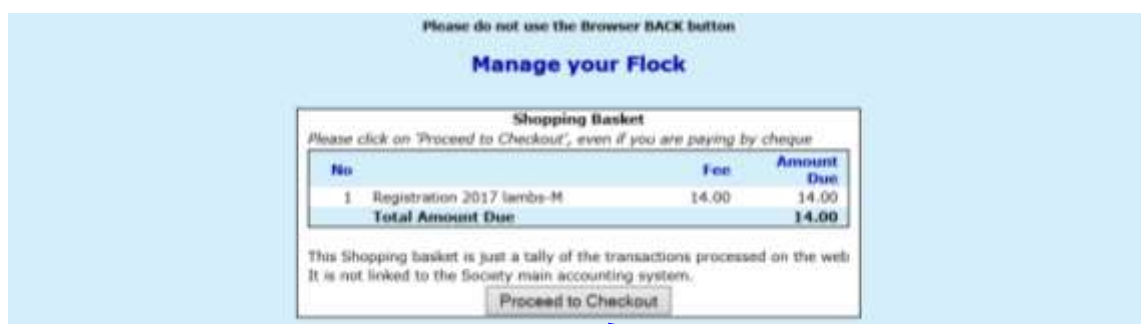 Please do not use the Browser BACK button
Manage your Flock
Shopping Basket
Please click on 'Proceed to Checkout', even if you are paying by cheque
No Fee Amount Due
1 Registration 2017 lambs-M 14.00 14.00
Total Amount Due 14.00
This Shopping basket is just a tally of the transactions processed on the web
It is not linked to the Society main accounting system.
Proceed to Checkout